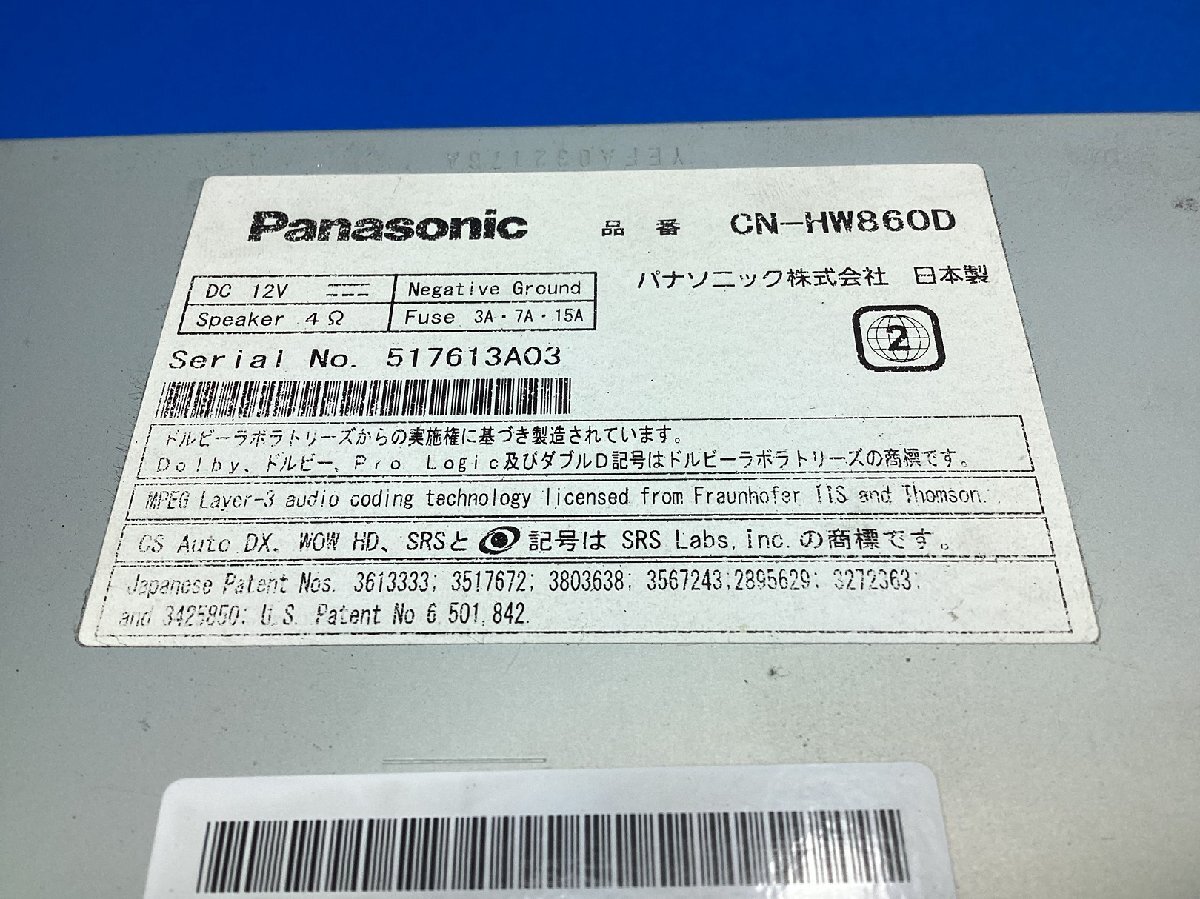 Panasonic 品番 CN-HW860D
DC 12V Negative Ground パナソニック株式会社 日本製
Speaker 4Ω Fuse 3A・7A・15A
2
Serial No. 517613A03
ドルビーラボラトリーズからの実施権に基づき製造されています。
Dolby、ドルビー、Pro Logic及びダブルD記号はドルビーラボラトリーズの商標です。
MPEG Layer-3 audio coding technology licensed from Fraunhofer IIS and Thomson.
CS Auto DX、WOW HD、SRSと 記号は SRS Labs,inc.の商標です。
Japanese Patent Nos. 3613333; 3517672; 3803638; 3567243;2895629; 3272363;
and 3425850; U.S. Patent No 6,501,842.